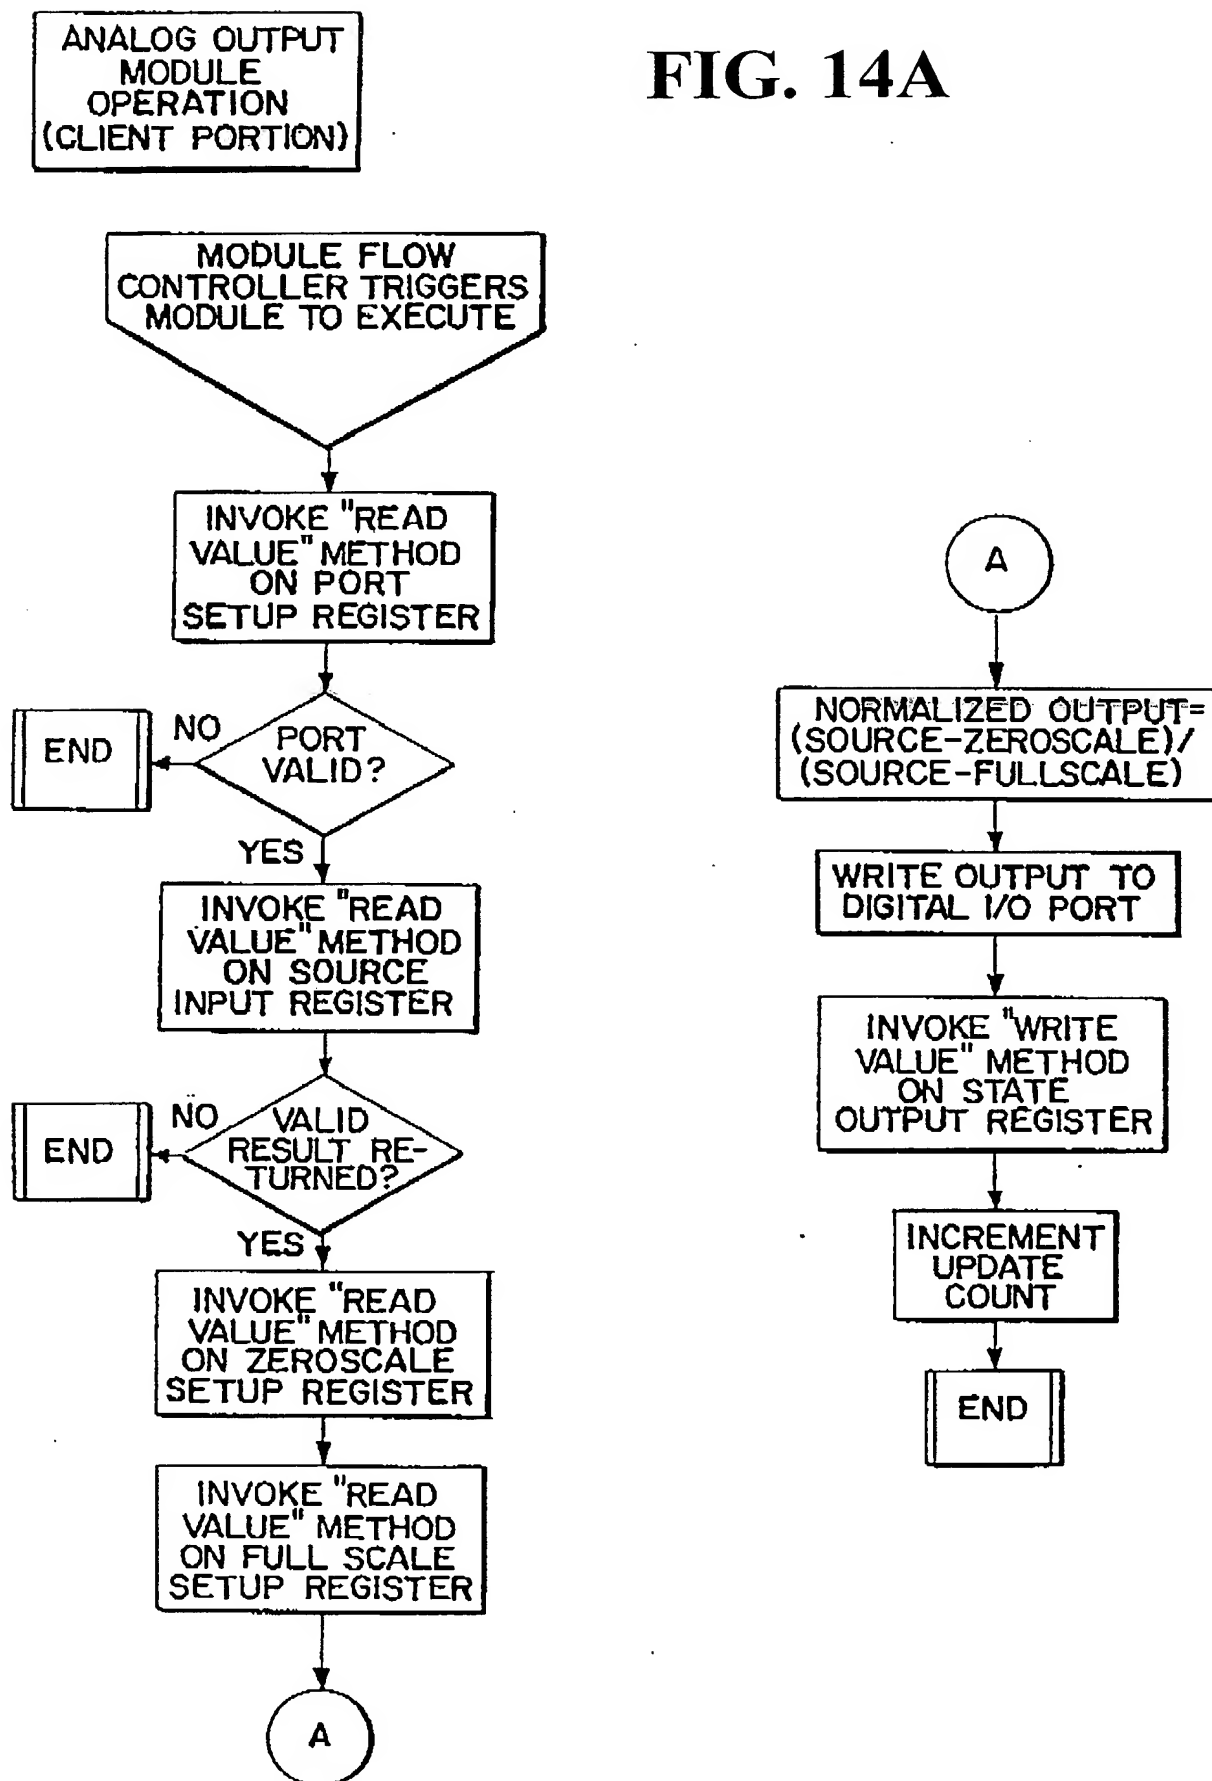 ANALOG OUTPUT
MODULE
OPERATION
(CLIENT PORTION)
FIG. 14A
MODULE FLOW
CONTROLLER TRIGGERS
MODULE TO EXECUTE
INVOKE "READ
VALUE" METHOD
ON PORT
SETUP REGISTER
PORT
VALID?
NO
END
YES
INVOKE "READ
VALUE" METHOD
ON SOURCE
INPUT REGISTER
VALID
RESULT RE-
TURNED?
NO
END
YES
INVOKE "READ
VALUE" METHOD
ON ZEROSCALE
SETUP REGISTER
INVOKE "READ
VALUE" METHOD
ON FULL SCALE
SETUP REGISTER
A
A
NORMALIZED OUTPUT=
(SOURCE-ZEROSCALE)/
(SOURCE-FULLSCALE)
WRITE OUTPUT TO
DIGITAL I/O PORT
INVOKE "WRITE
VALUE" METHOD
ON STATE
OUTPUT REGISTER
INCREMENT
UPDATE
COUNT
END